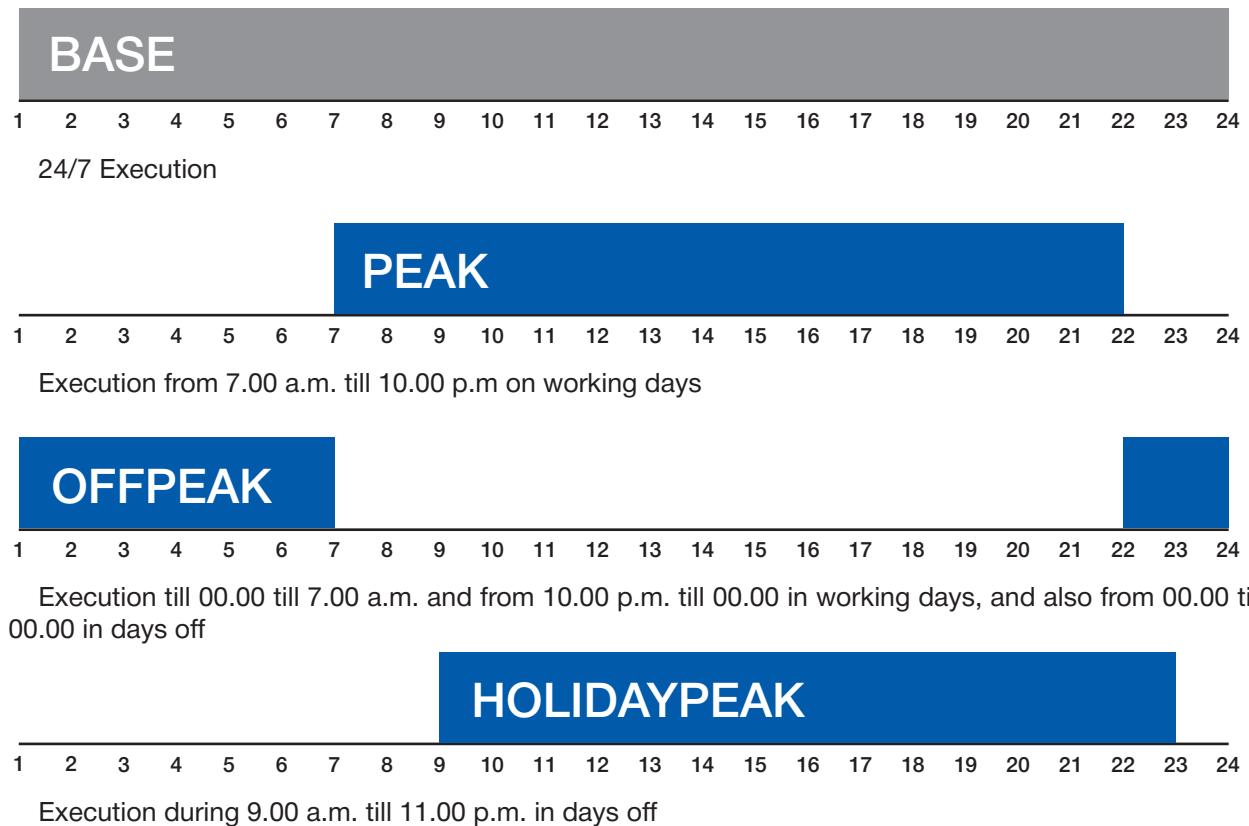 BASE
1 2 3 4 5 6 7 8 9 10 11 12 13 14 15 16 17 18 19 20 21 22 23 24
24/7 Execution
PEAK
1 2 3 4 5 6 7 8 9 10 11 12 13 14 15 16 17 18 19 20 21 22 23 24
Execution from 7.00 a.m. till 10.00 p.m on working days
OFFPEAK
1 2 3 4 5 6 7 8 9 10 11 12 13 14 15 16 17 18 19 20 21 22 23 24
Execution till 00.00 till 7.00 a.m. and from 10.00 p.m. till 00.00 in working days, and also from 00.00
00.00 in days off
HOLIDAYPEAK
1 2 3 4 5 6 7 8 9 10 11 12 13 14 15 16 17 18 19 20 21 22 23 24
Execution during 9.00 a.m. till 11.00 p.m. in days off